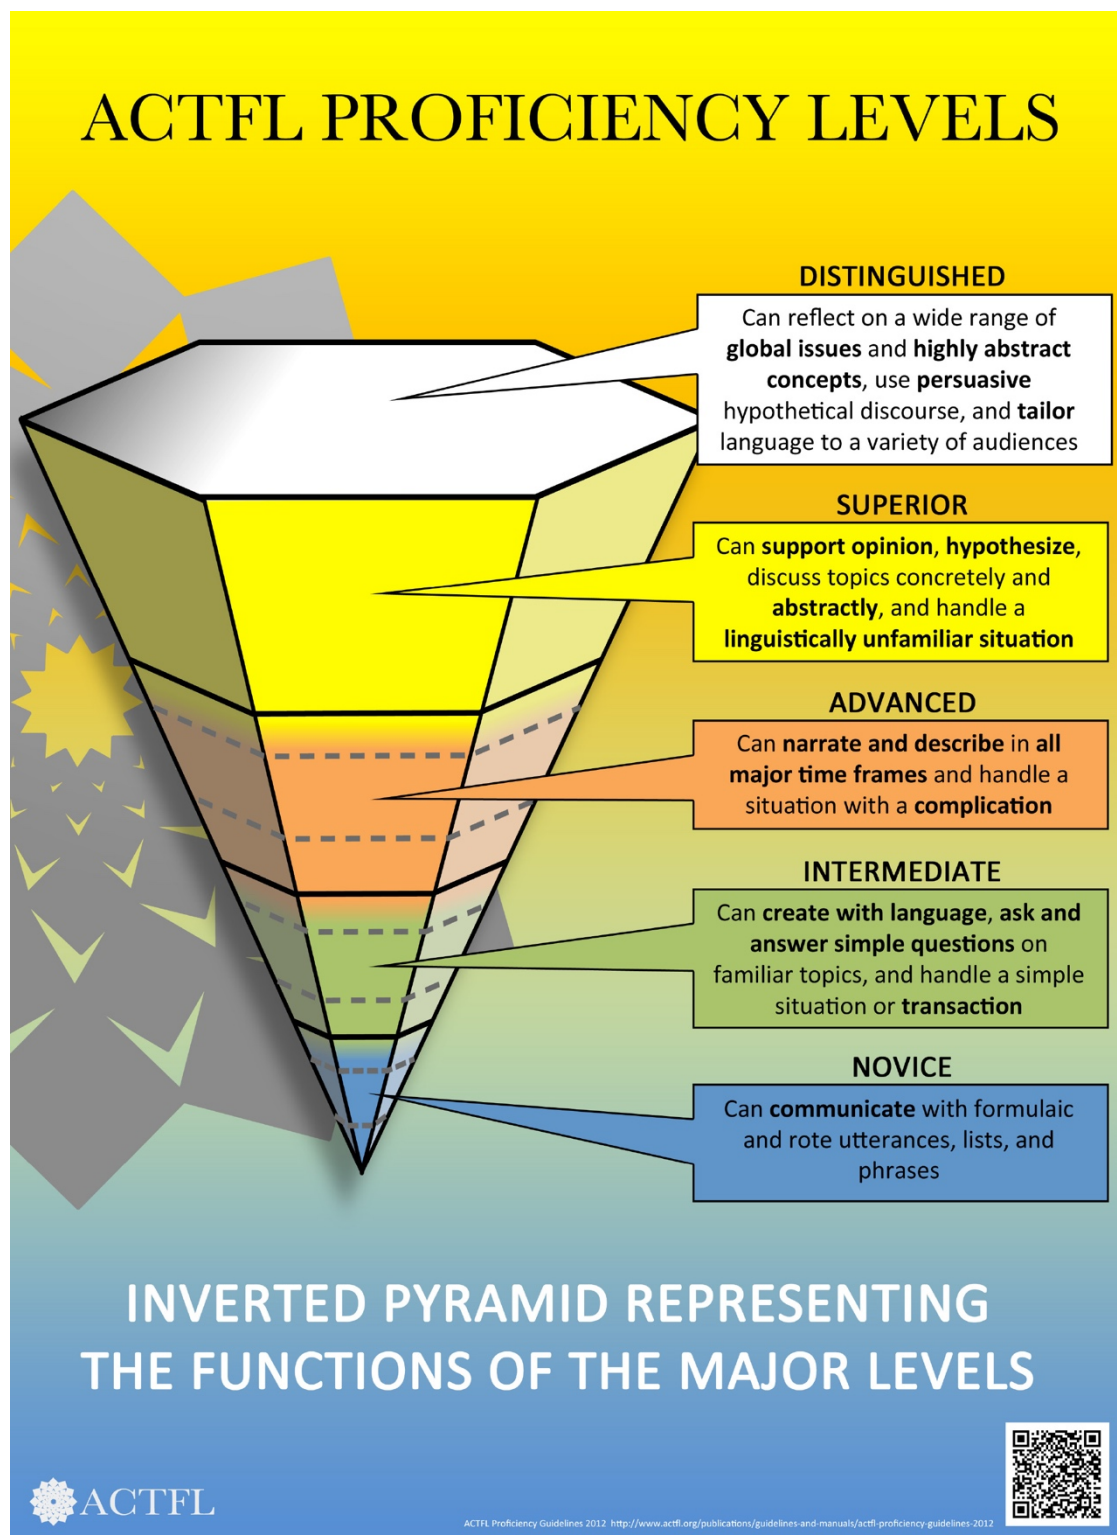 ACTFL PROFICIENCY LEVELS
DISTINGUISHED
Can reflect on a wide range of
global issues and highly abstract
concepts, use persuasive
hypothetical discourse, and tailor
language to a variety of audiences
SUPERIOR
Can support opinion, hypothesize,
discuss topics concretely and
abstractly, and handle a
linguistically unfamiliar situation
ADVANCED
Can narrate and describe in all
major time frames and handle a
situation with a complication
INTERMEDIATE
Can create with language, ask and
answer simple questions on
familiar topics, and handle a simple
situation or transaction
NOVICE
Can communicate with formulaic
and rote utterances, lists, and
phrases
INVERTED PYRAMID REPRESENTING
THE FUNCTIONS OF THE MAJOR LEVELS
ACTFL
ACTFL Proficiency Guidelines 2012 http://www.actfl.org/publications/guidelines-and-manuals/actfl-proficiency-guidelines-2012